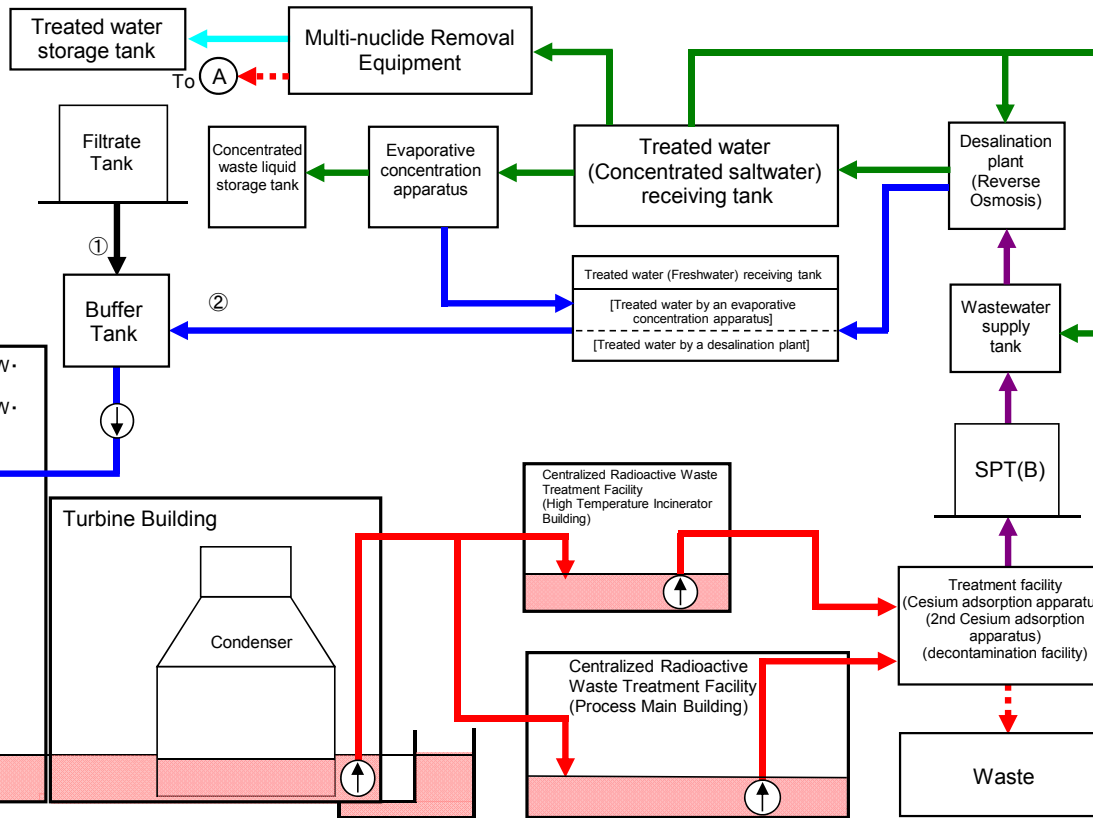 Treated water
storage tank
Multi-nuclide Removal
Equipment
To A
Filtrate
Tank
Concentrated
waste liquid
storage tank
Evaporative
concentration
apparatus
Treated water
(Concentrated saltwater)
receiving tank
Desalination
plant
(Reverse
Osmosis)
①
Buffer
Tank
②
Treated water (Freshwater) receiving tank
[Treated water by an evaporative
concentration apparatus]
[Treated water by a desalination plant]
Wastewater
supply
tank
SPT(B)
Centralized Radioactive Waste
Treatment Facility
(High Temperature Incinerator
Building)
Turbine Building
Condenser
Centralized Radioactive
Waste Treatment Facility
(Process Main Building)
Treatment facility
(Cesium adsorption apparatu
(2nd Cesium adsorption
apparatus)
(decontamination facility)
Waste